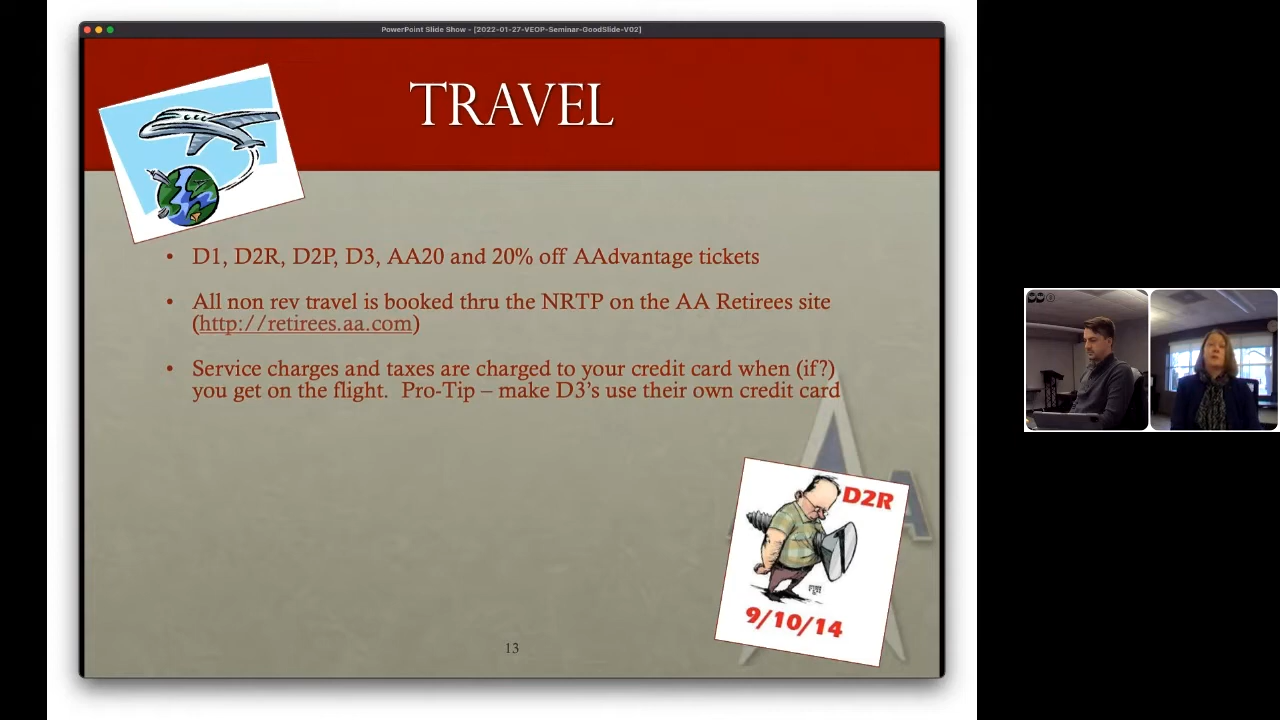 PowerPoint Slide Show - [2022-01-27-VEOP-Seminar-GoodSlide-V02]
TRAVEL
• D1, D2R, D2P, D3, AA20 and 20% off AAdvantage tickets
• All non rev travel is booked thru the NRTP on the AA Retirees site
(http://retirees.aa.com)
• Service charges and taxes are charged to your credit card when (if?)
you get on the flight. Pro-Tip – make D3's use their own credit card
D2R
9/10/14
13